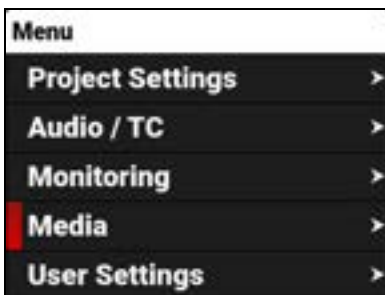 Menu
Project Settings
Audio / TC
Monitoring
Media
User Settings